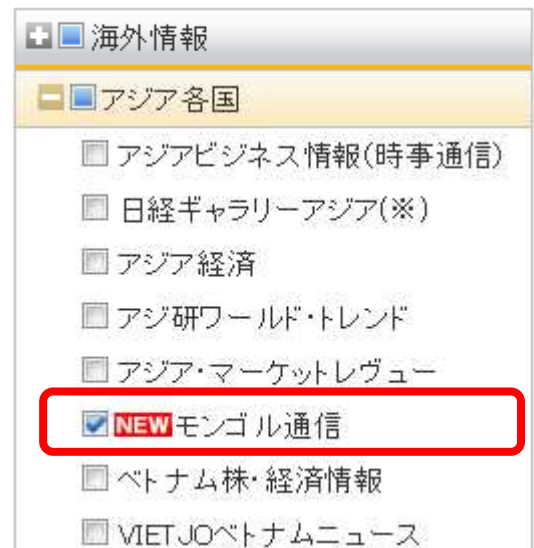 海外情報
アジア各国
アジアビジネス情報(時事通信)
日経ギャラリーアジア(※)
アジア経済
アジ研ワールド・トレンド
アジア・マーケットレヴュー
NEWモンゴル通信
ベトナム株・経済情報
VIETJOベトナムニュース